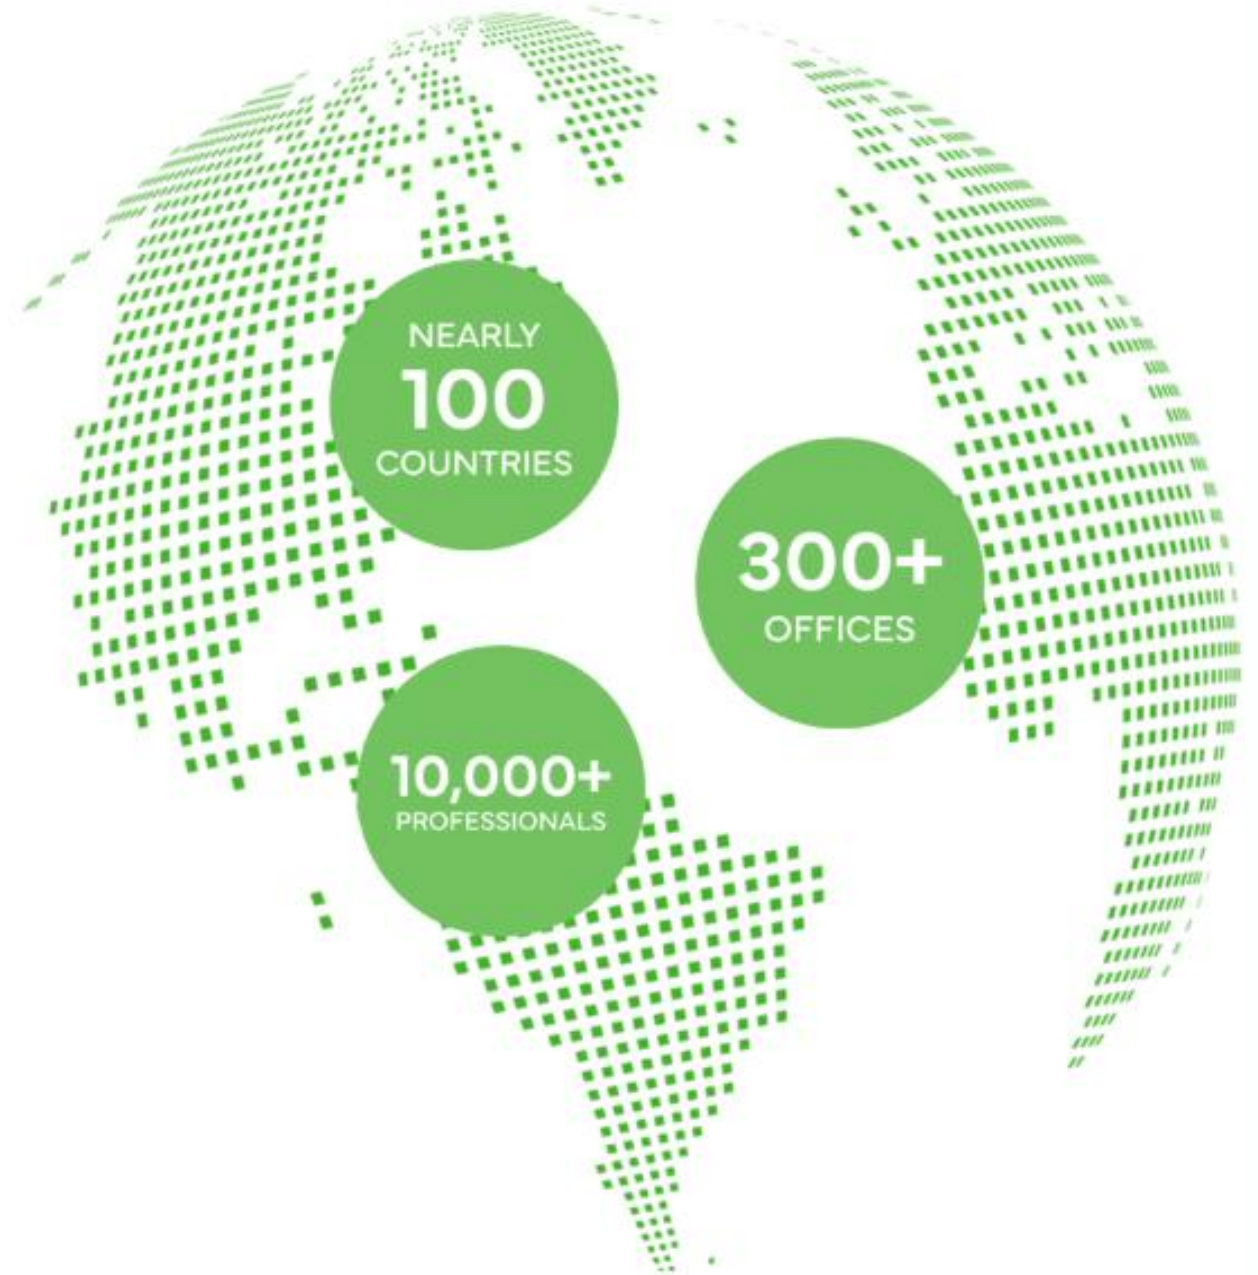 NEARLY
100
COUNTRIES
300+
OFFICES
10,000+
PROFESSIONALS